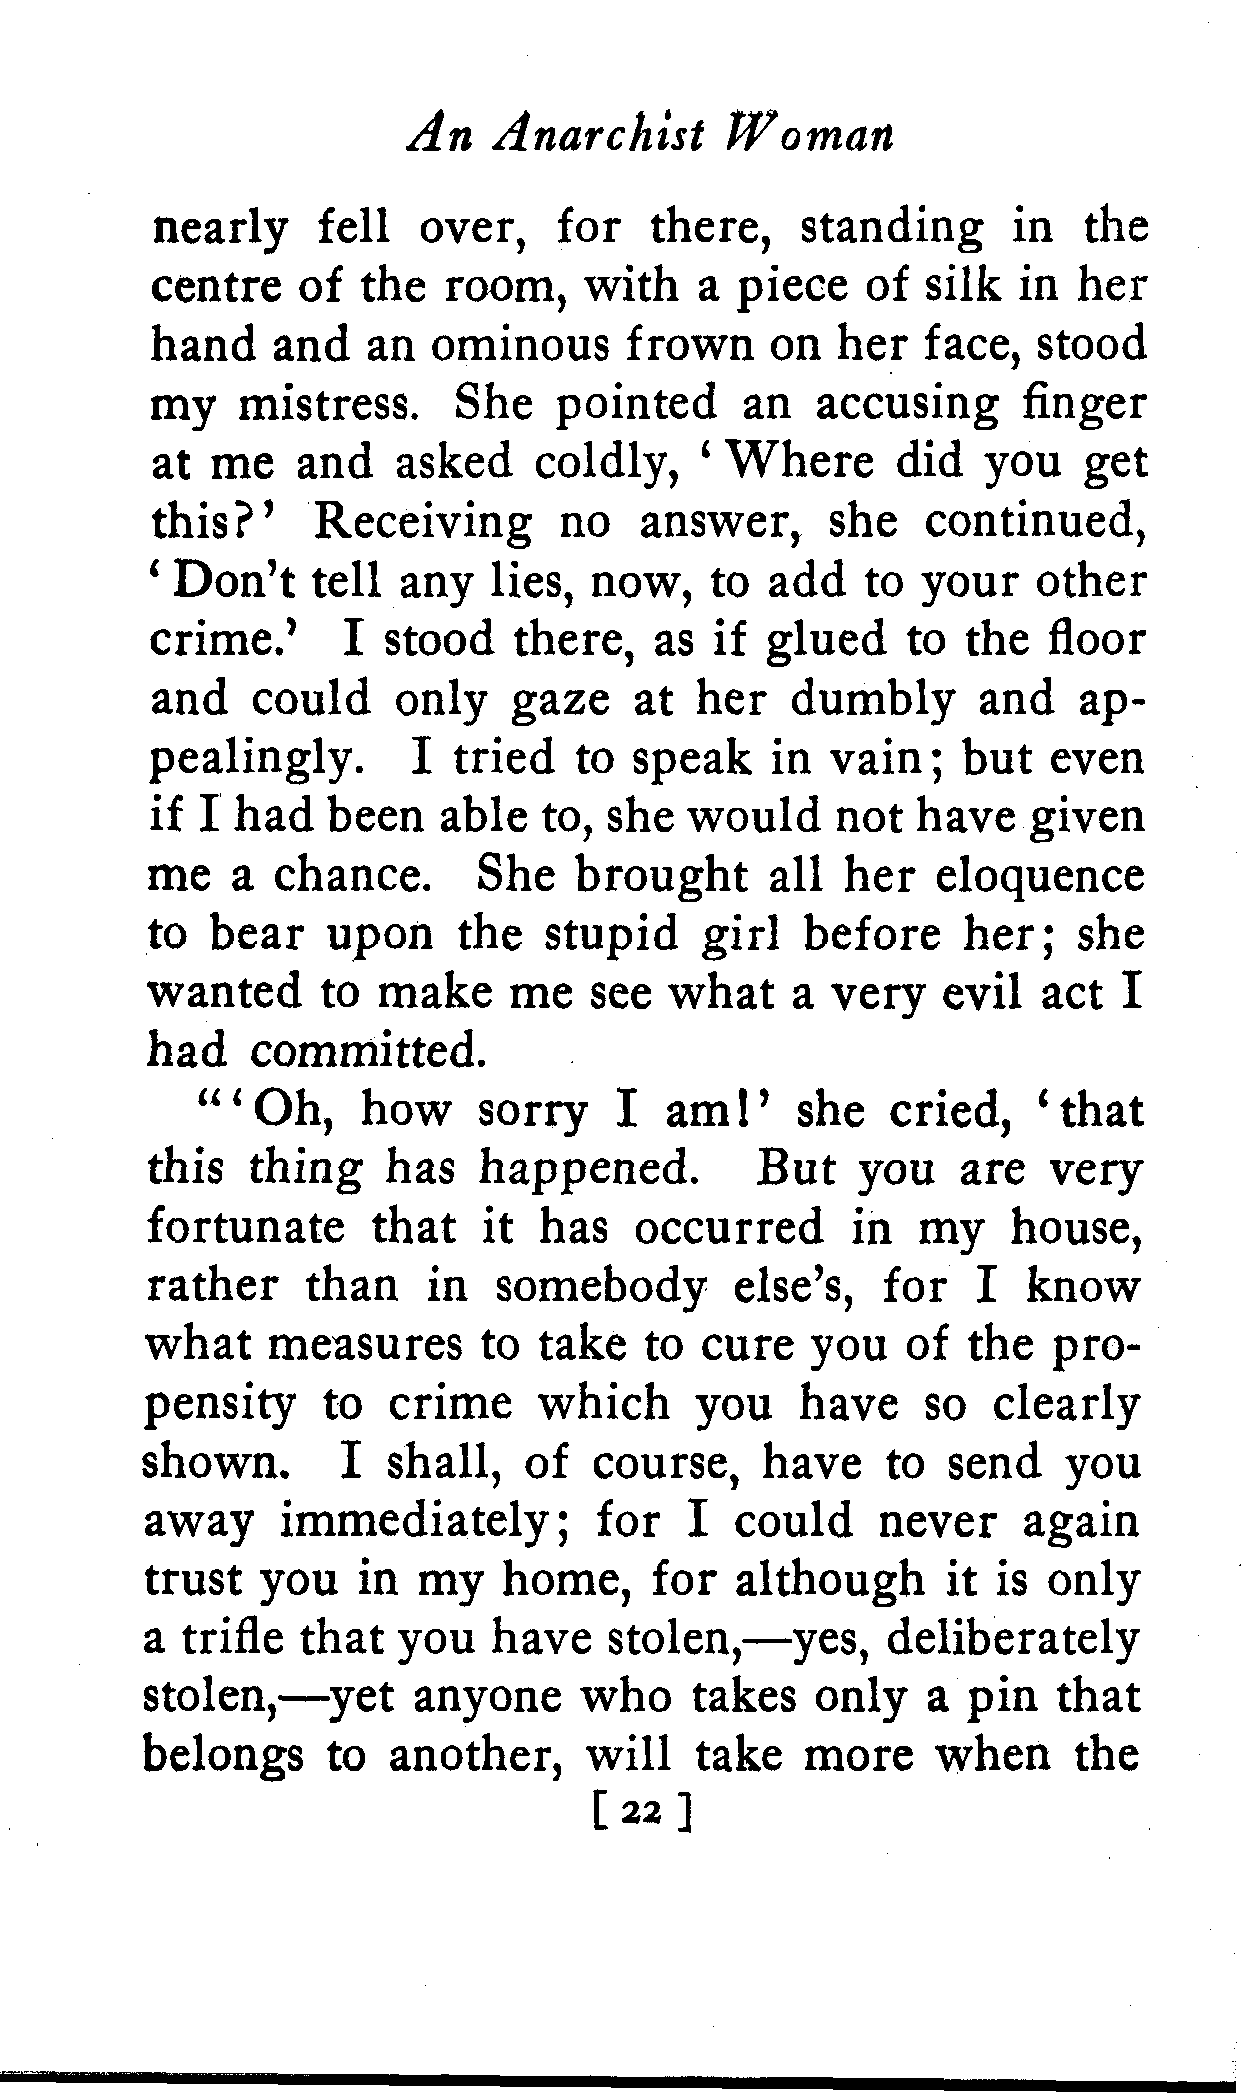 An Anarchist Woman
nearly fell over, for there, standing in the
centre of the room, with a piece of silk in her
hand and an ominous frown on her face, stood
my mistress. She pointed an accusing finger
at me and asked coldly, ‘Where did you get
this?’ Receiving no answer, she continued,
‘Don’t tell any lies, now, to add to your other
crime.’ I stood there, as if glued to the floor
and could only gaze at her dumbly and ap-
pealingly. I tried to speak in vain; but even
if I had been able to, she would not have given
me a chance. She brought all her eloquence
to bear upon the stupid girl before her; she
wanted to make me see what a very evil act I
had committed.
“‘Oh, how sorry I am!’ she cried, ‘that
this thing has happened. But you are very
fortunate that it has occurred in my house,
rather than in somebody else’s, for I know
what measures to take to cure you of the pro-
pensity to crime which you have so clearly
shown. I shall, of course, have to send you
away immediately; for I could never again
trust you in my home, for although it is only
a trifle that you have stolen,—yes, deliberately
stolen,—yet anyone who takes only a pin that
belongs to another, will take more when the
[ 22 ]